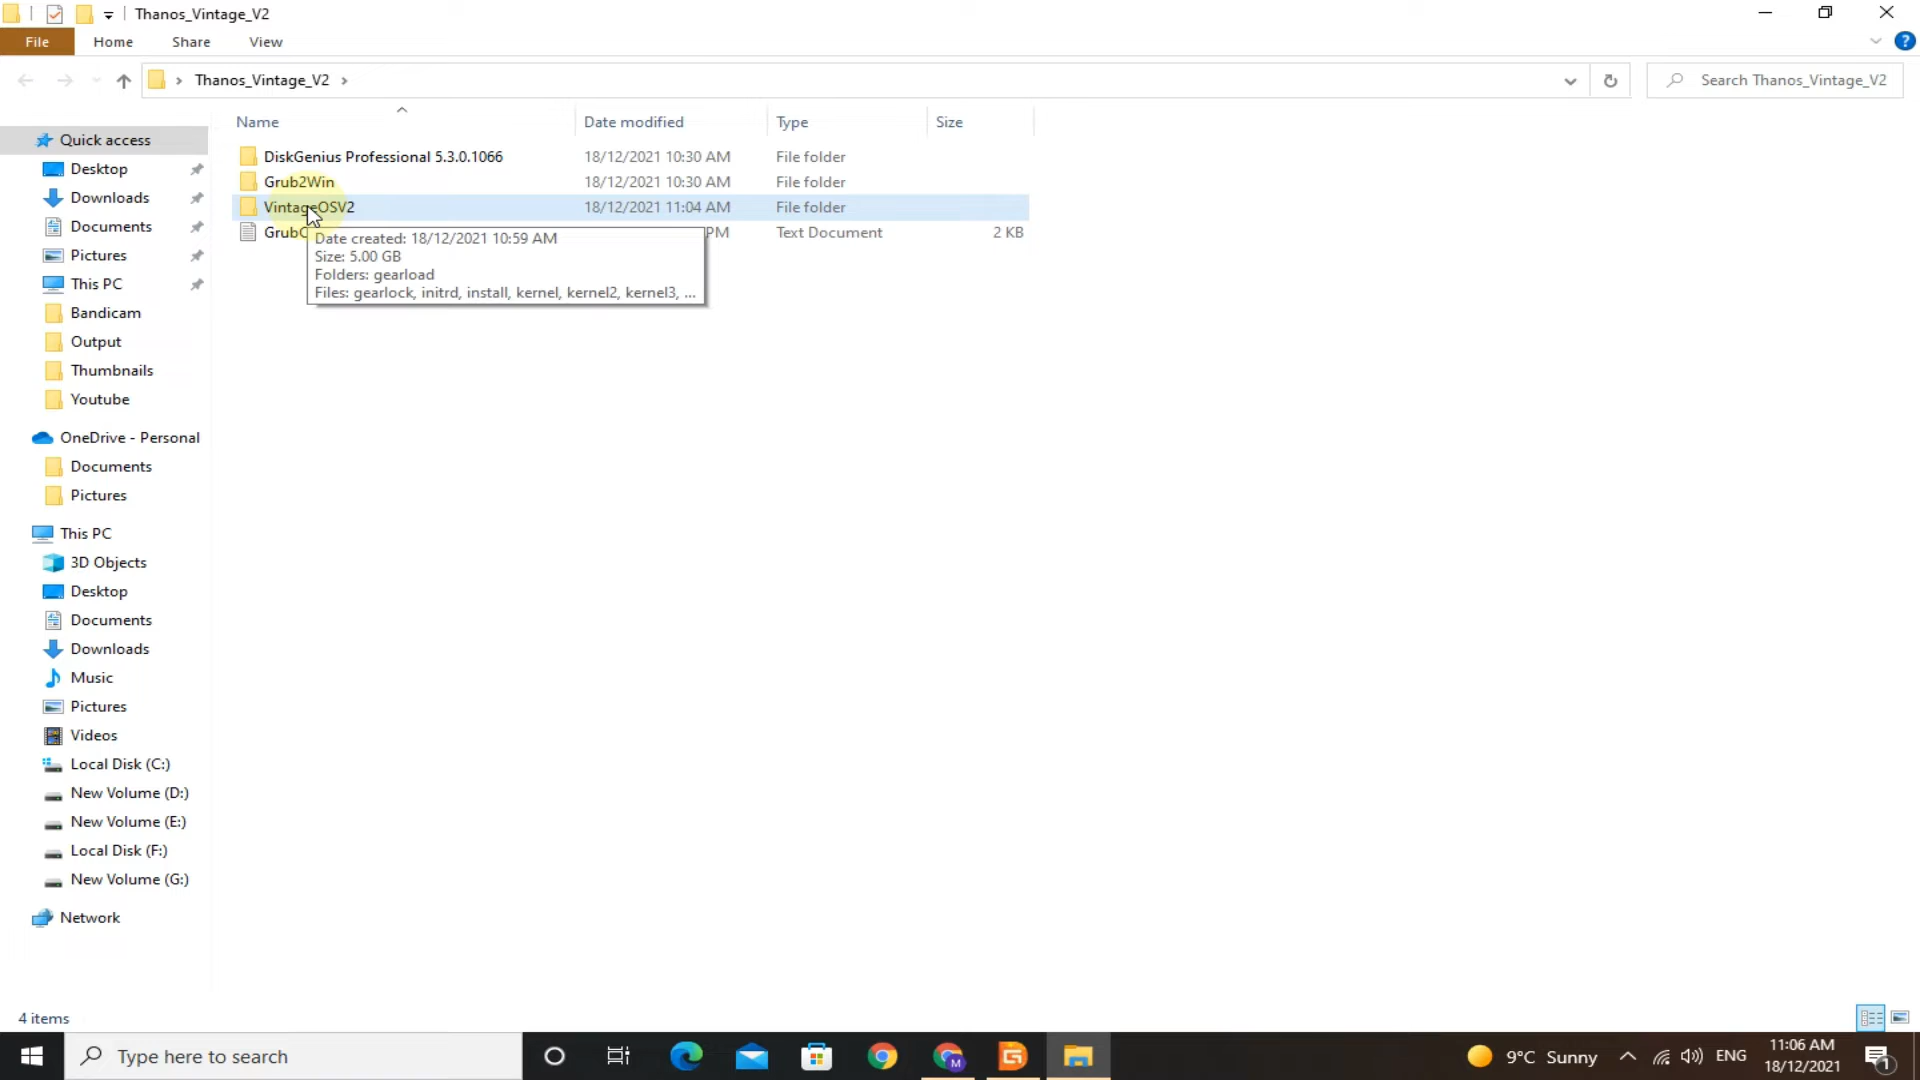 Thanos_Vintage_V2
File Home Share View
Thanos_Vintage_V2
Search Thanos_Vintage_V2
Name Date modified Type Size
Quick access
Desktop
Downloads
Documents
Pictures
This PC
Bandicam
Output
Thumbnails
Youtube
OneDrive - Personal
Documents
Pictures
This PC
3D Objects
Desktop
Documents
Downloads
Music
Pictures
Videos
Local Disk (C:)
New Volume (D:)
New Volume (E:)
Local Disk (F:)
New Volume (G:)
Network
DiskGenius Professional 5.3.0.1066 18/12/2021 10:30 AM File folder
Grub2Win 18/12/2021 10:30 AM File folder
VintageOSV2 18/12/2021 11:04 AM File folder
PM Text Document 2 KB
Date created: 18/12/2021 10:59 AM
Size: 5.00 GB
Folders: gearload
Files: gearlock, initrd, install, kernel, kernel2, kernel3, ...
4 items
Type here to search
9°C Sunny
ENG
11:06 AM
18/12/2021
1